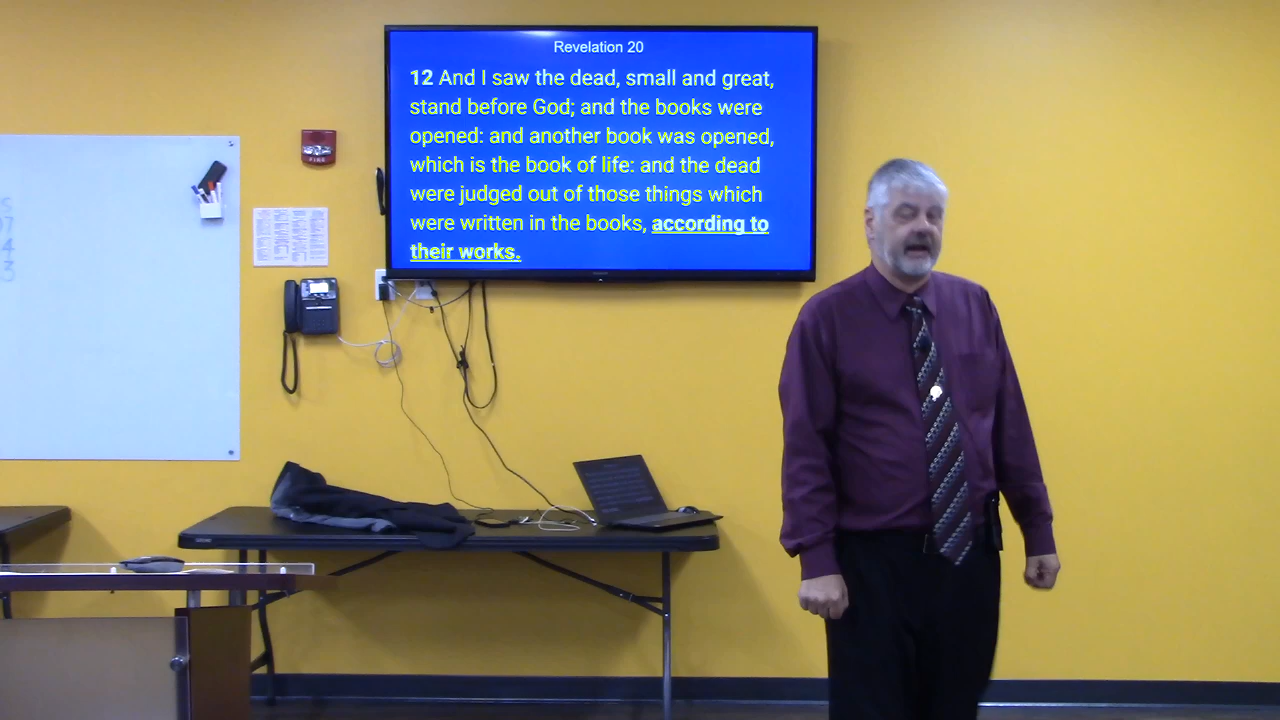 Revelation 20
12 And I saw the dead, small and great,
stand before God; and the books were
opened: and another book was opened,
which is the book of life: and the dead
were judged out of those things which
were written in the books, according to
their works.
FIRE